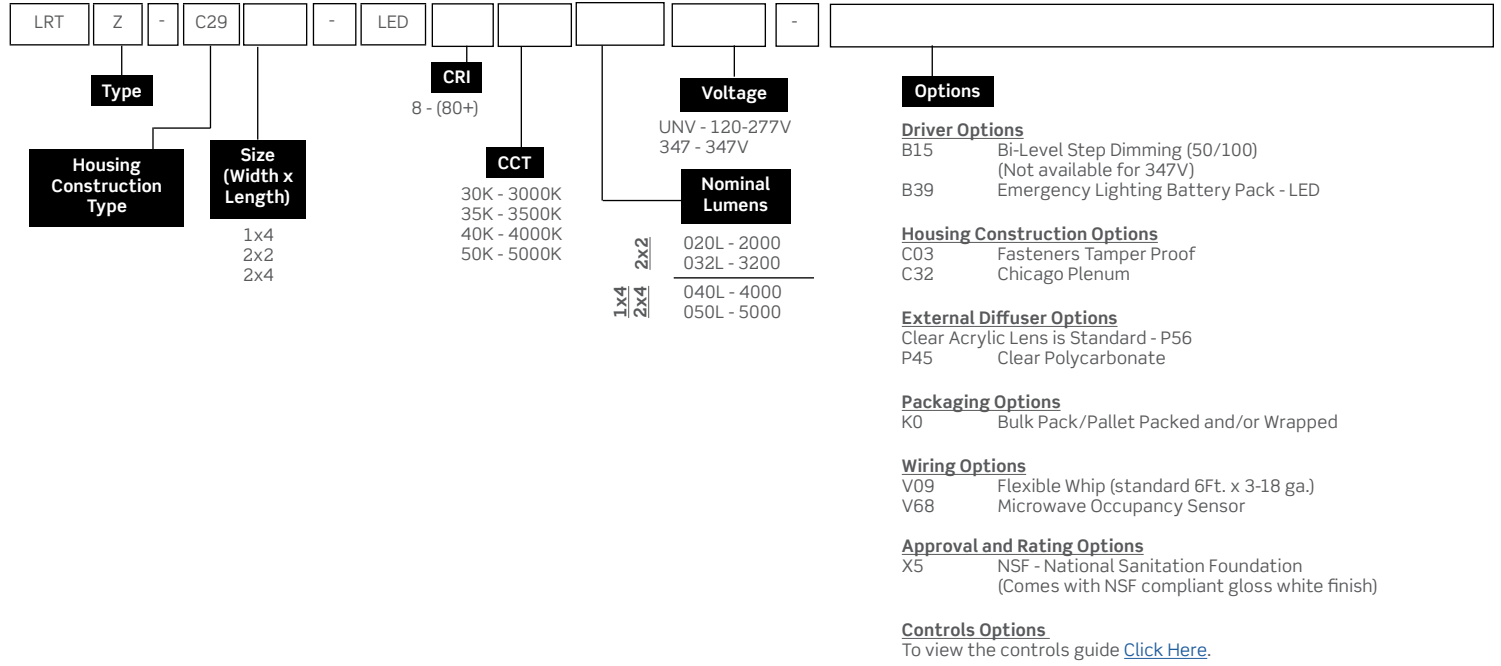 LRT Z - C29 - LED -
Type
Housing
Construction
Type
Size
(Width x
Length)
1x4
2x2
2x4
CRI
8 - (80+)
CCT
30K - 3000K
35K - 3500K
40K - 4000K
50K - 5000K
Voltage
UNV - 120-277V
347 - 347V
Nominal
Lumens
2x2
020L - 2000
032L - 3200
1x4
2x4
040L - 4000
050L - 5000
Options
Driver Options
B15 Bi-Level Step Dimming (50/100)
(Not available for 347V)
B39 Emergency Lighting Battery Pack - LED
Housing Construction Options
C03 Fasteners Tamper Proof
C32 Chicago Plenum
External Diffuser Options
Clear Acrylic Lens is Standard - P56
P45 Clear Polycarbonate
Packaging Options
K0 Bulk Pack/Pallet Packed and/or Wrapped
Wiring Options
V09 Flexible Whip (standard 6Ft. x 3-18 ga.)
V68 Microwave Occupancy Sensor
Approval and Rating Options
X5 NSF - National Sanitation Foundation
(Comes with NSF compliant gloss white finish)
Controls Options
To view the controls guide Click Here.